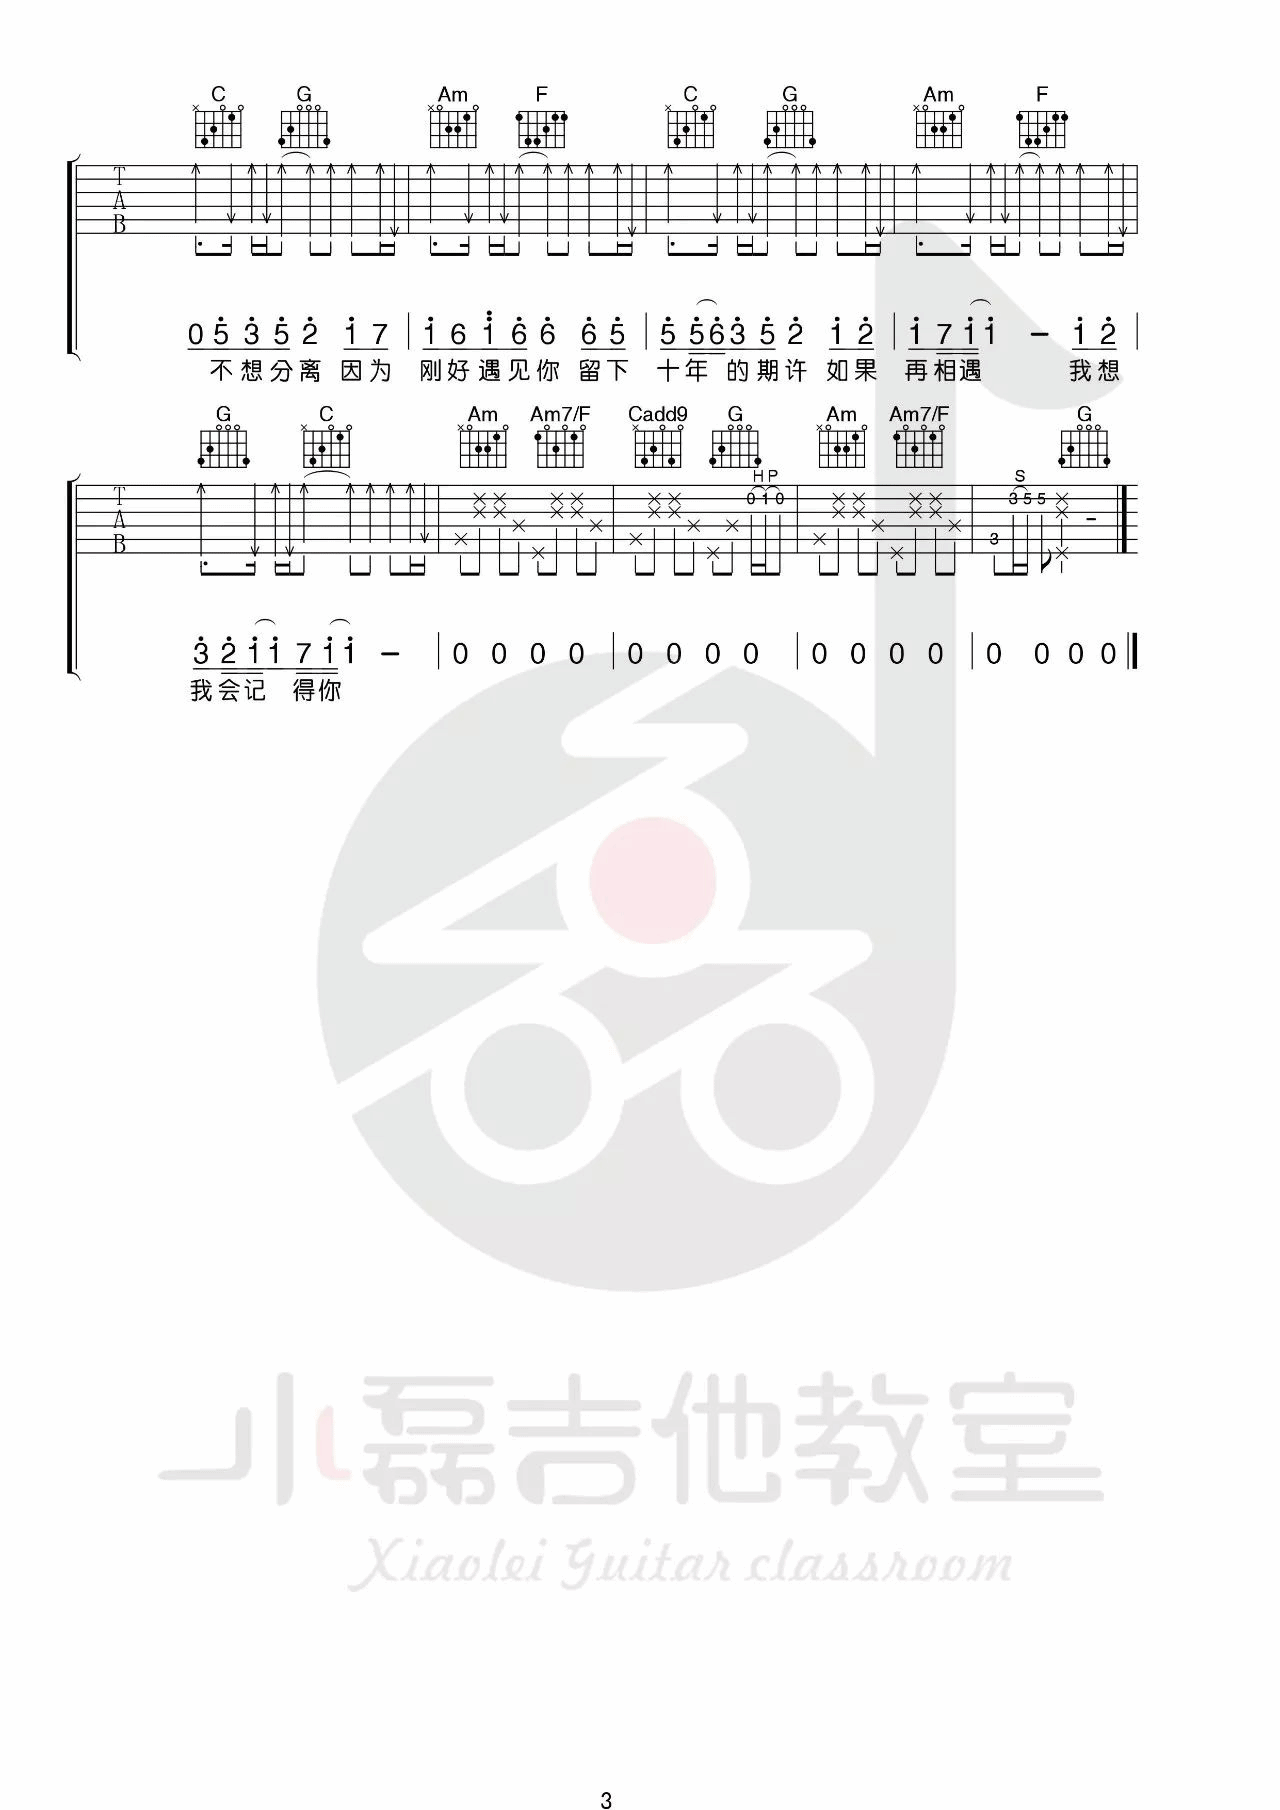 C G Am F C G Am F
T
A
B
0 5 3 5 2 1 7 | 1 6 1 6 6 6 5 | 5 5 6 3 5 2 1 2 | 1 7 1 1 – 1 2 |
不想分离 因为 刚好遇见你 留下 十年的期许 如果 再相遇 我想
G C Am Am7/F Cadd9 G Am Am7/F G
H P S
T
A
B
0 1 0 3 3 5 5 –
3 2 1 1 7 1 1 – | 0 0 0 0 | 0 0 0 0 | 0 0 0 0 | 0 0 0 0
我会记 得你
小磊吉他教室
Xiaolei Guitar classroom
3